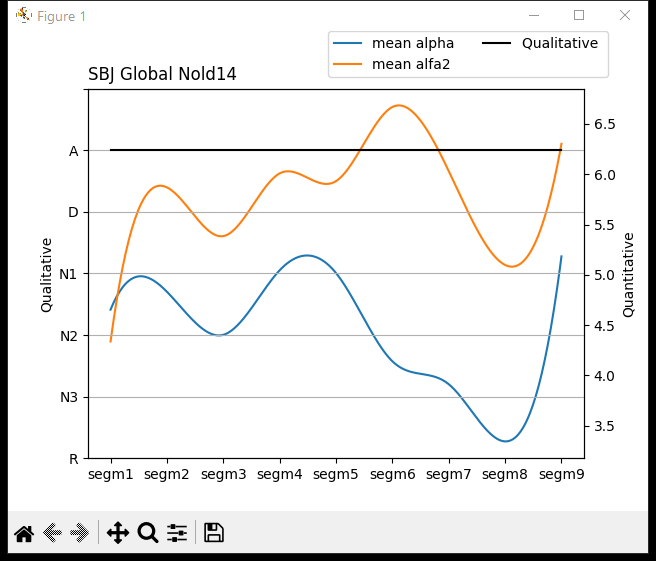 Figure 1
mean alpha
mean alfa2
Qualitative
SBJ Global Nold14
A
D
N1
N2
N3
R
Qualitative
6.5
6.0
5.5
5.0
4.5
4.0
3.5
Quantitative
segm1 segm2 segm3 segm4 segm5 segm6 segm7 segm8 segm9